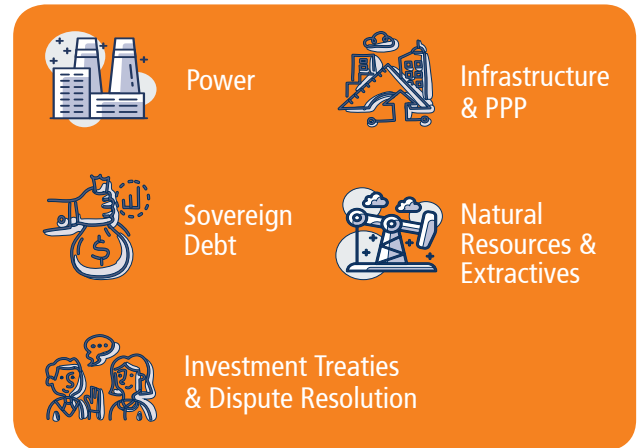 Power
Infrastructure
& PPP
Sovereign
Debt
$
Natural
Resources &
Extractives
Investment Treaties
& Dispute Resolution